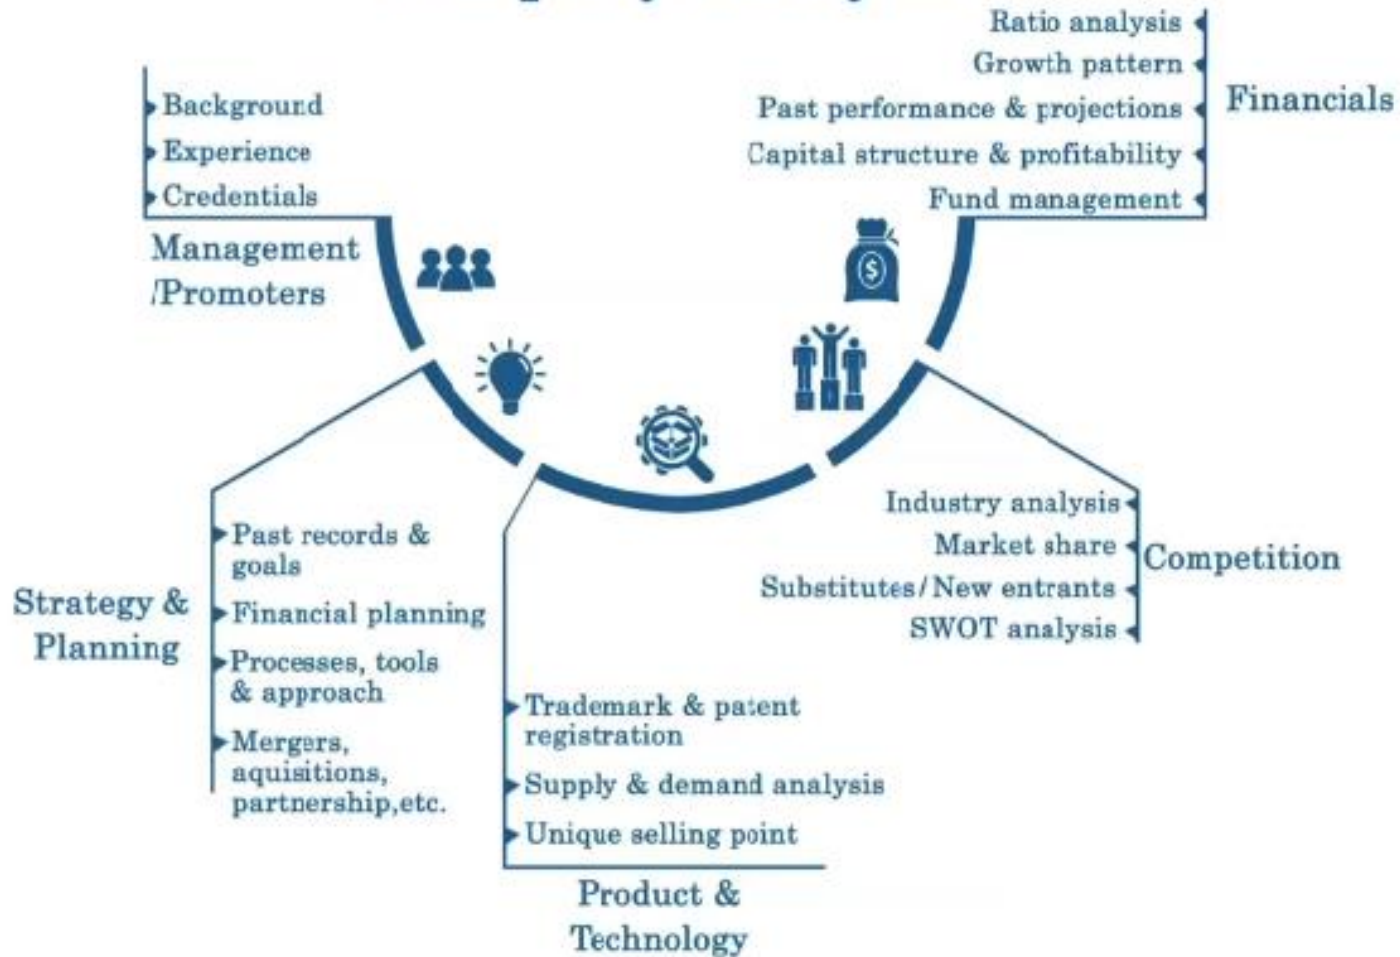 Background
Experience
Credentials
Management
/Promoters
Ratio analysis
Growth pattern
Past performance & projections
Capital structure & profitability
Fund management
Financials
Strategy &
Planning
Past records &
goals
Financial planning
Processes, tools
& approach
Mergers,
aquisitions,
partnership,etc.
Trademark & patent
registration
Supply & demand analysis
Unique selling point
Product &
Technology
Industry analysis
Market share
Substitutes/New entrants
SWOT analysis
Competition
$